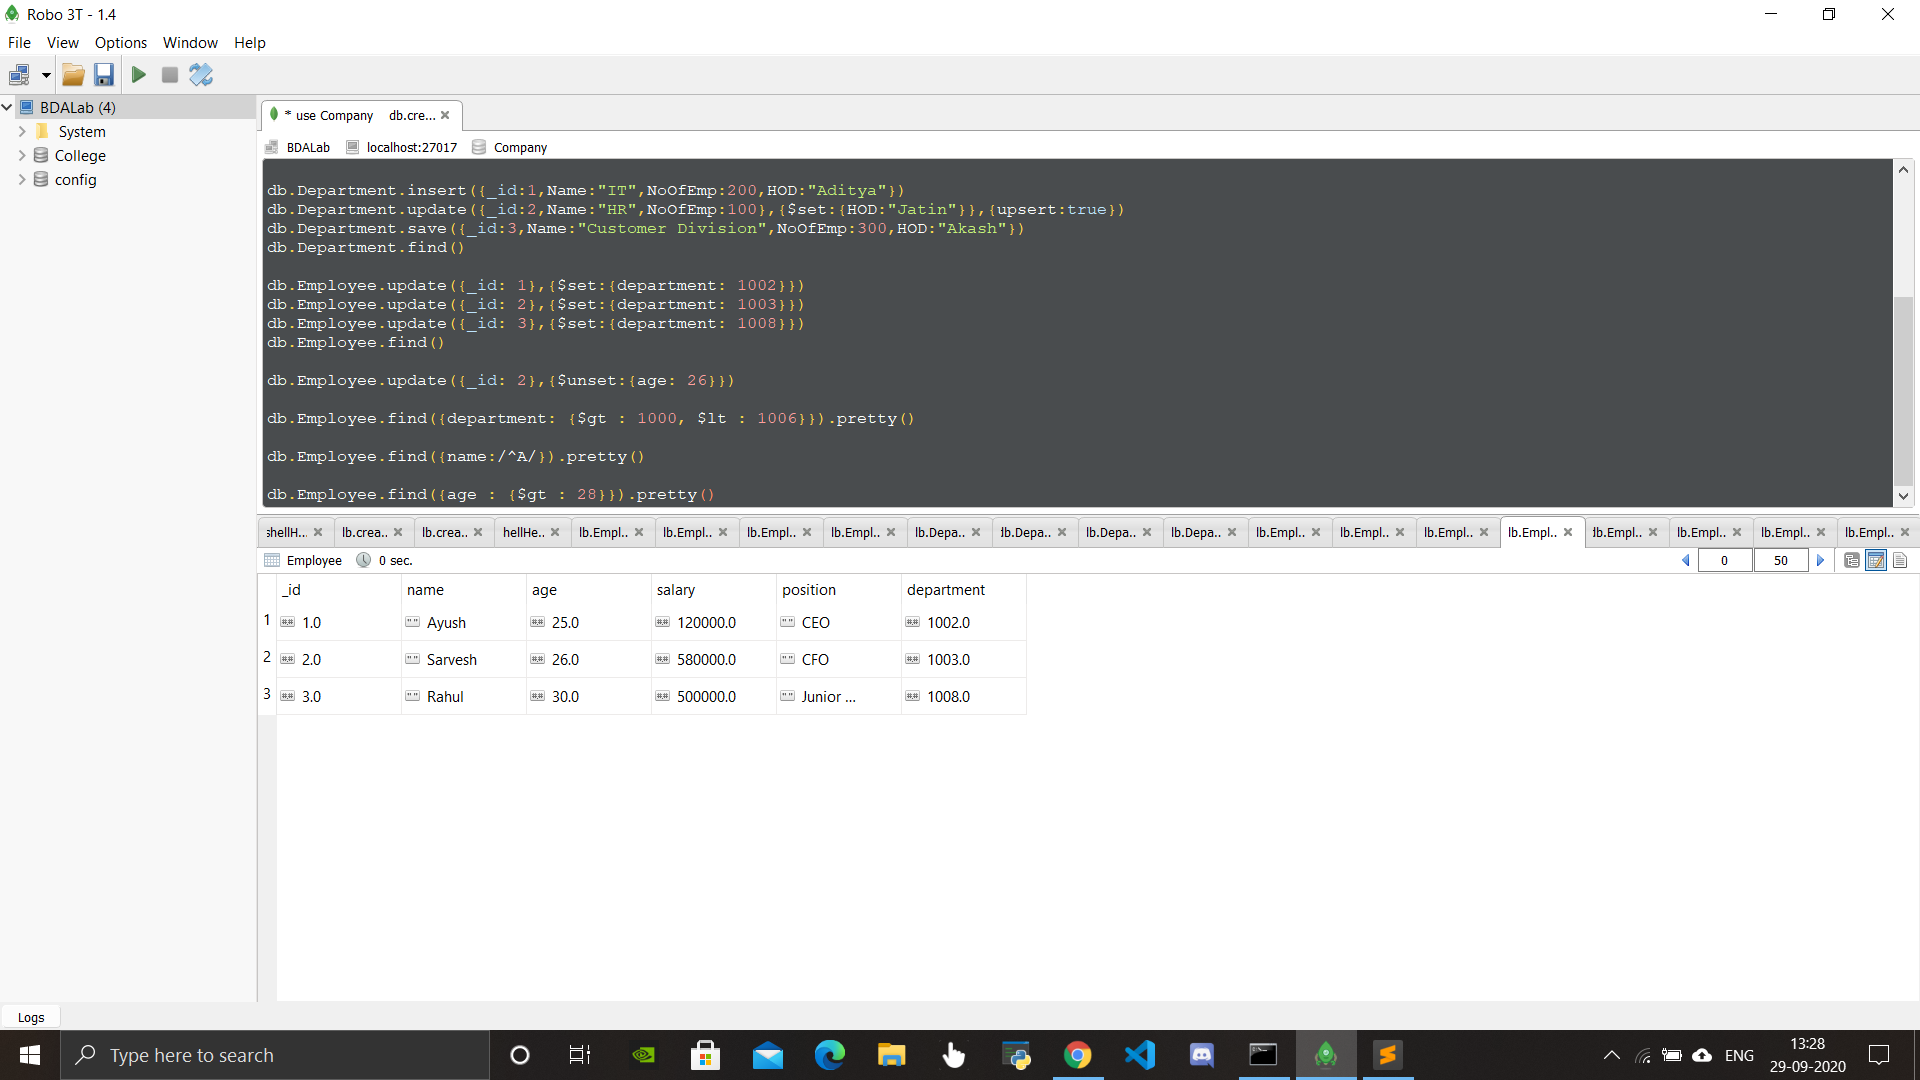 Robo 3T - 1.4
File View Options Window Help
BDALab (4)
System
College
config
* use Company db.cre...
BDALab localhost:27017 Company
db.Department.insert({_id:1,Name:"IT",NoOfEmp:200,HOD:"Aditya"})
db.Department.update({_id:2,Name:"HR",NoOfEmp:100},{$set:{HOD:"Jatin"}},{upsert:true})
db.Department.save({_id:3,Name:"Customer Division",NoOfEmp:300,HOD:"Akash"})
db.Department.find()
db.Employee.update({_id: 1},{$set:{department: 1002}})
db.Employee.update({_id: 2},{$set:{department: 1003}})
db.Employee.update({_id: 3},{$set:{department: 1008}})
db.Employee.find()
db.Employee.update({_id: 2},{$unset:{age: 26}})
db.Employee.find({department: {$gt : 1000, $lt : 1006}}).pretty()
db.Employee.find({name:/^A/}).pretty()
db.Employee.find({age : {$gt : 28}}).pretty()
shellH... lb.crea.. lb.crea.. hellHe.. lb.Empl.. lb.Empl.. lb.Empl.. lb.Empl.. lb.Depa.. lb.Depa.. lb.Depa.. lb.Depa.. lb.Empl.. lb.Empl.. lb.Empl.. lb.Empl.. lb.Empl.. lb.Empl.. lb.Empl.. lb.Empl..
Employee 0 sec. 0 50
_id name age salary position department
1 1.0 Ayush 25.0 120000.0 CEO 1002.0
2 2.0 Sarvesh 26.0 580000.0 CFO 1003.0
3 3.0 Rahul 30.0 500000.0 Junior ... 1008.0
Logs
Type here to search
ENG
13:28
29-09-2020